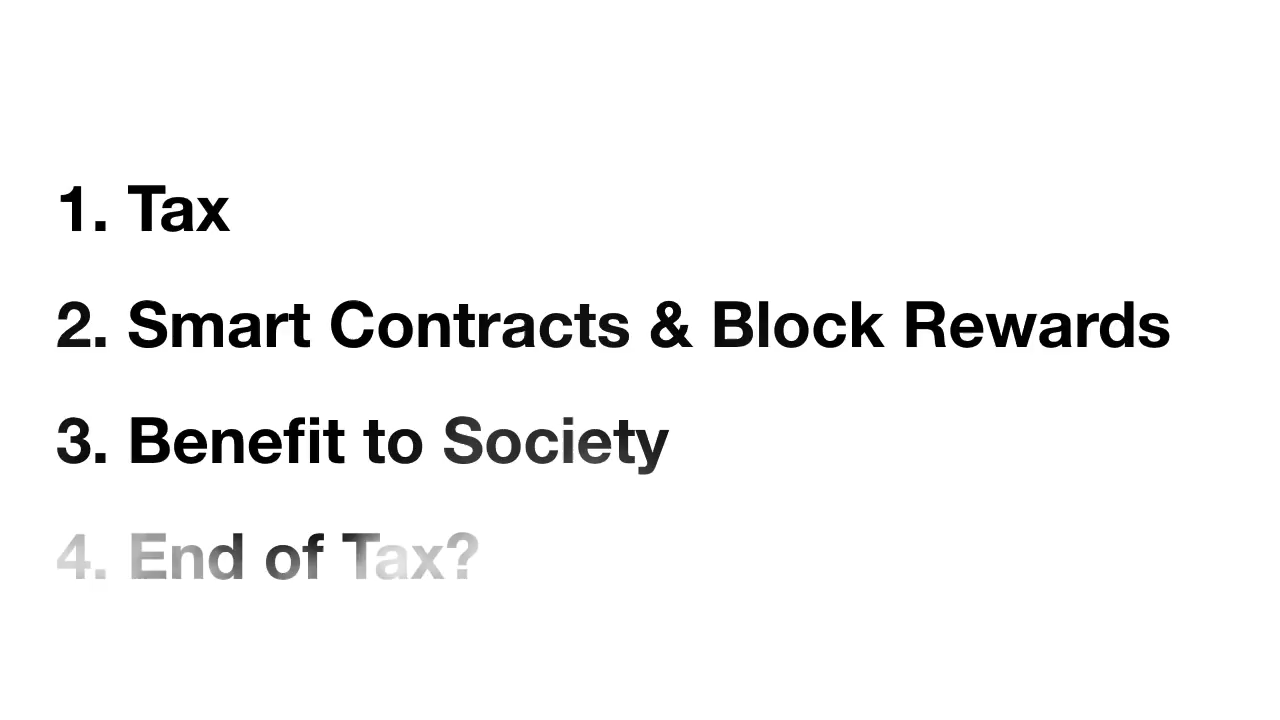 1. Tax
2. Smart Contracts & Block Rewards
3. Benefit to Society
4. End of Tax?